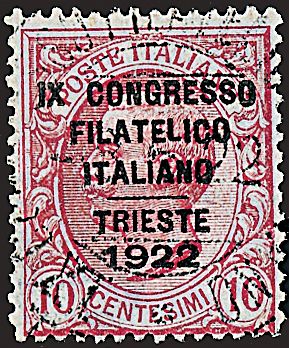 POSTE ITALIANE
IX CONGRESSO
FILATELICO
ITALIANO
TRIESTE
1922
10 CENTESIMI 10